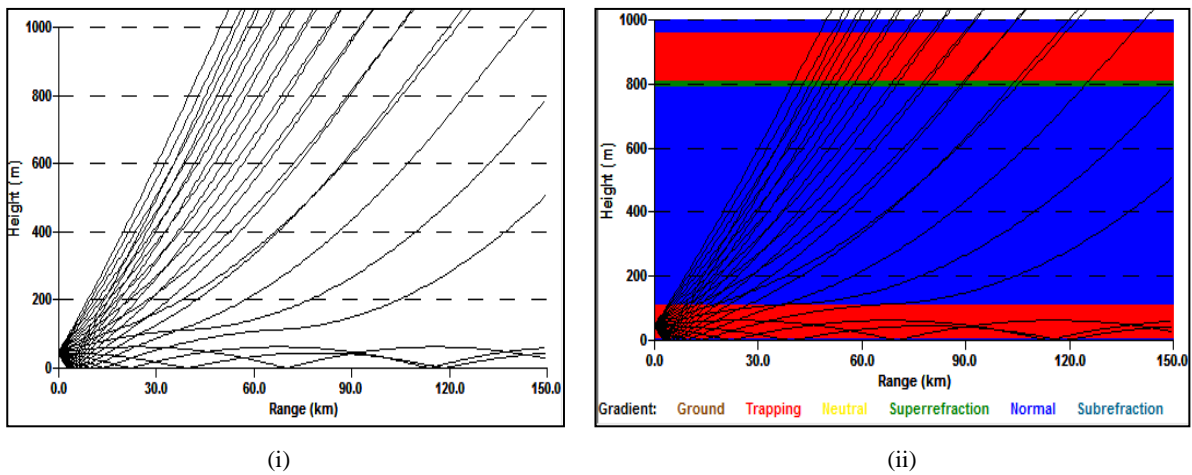 1000
800
600
400
200
0
Height (m)
0.0 30.0 60.0 90.0 120.0 150.0
Range (km)
(i)
1000
800
600
400
200
0
Height (m)
0.0 30.0 60.0 90.0 120.0 150.0
Range (km)
Gradient: Ground Trapping Neutral Superrefraction Normal Subrefraction
(ii)